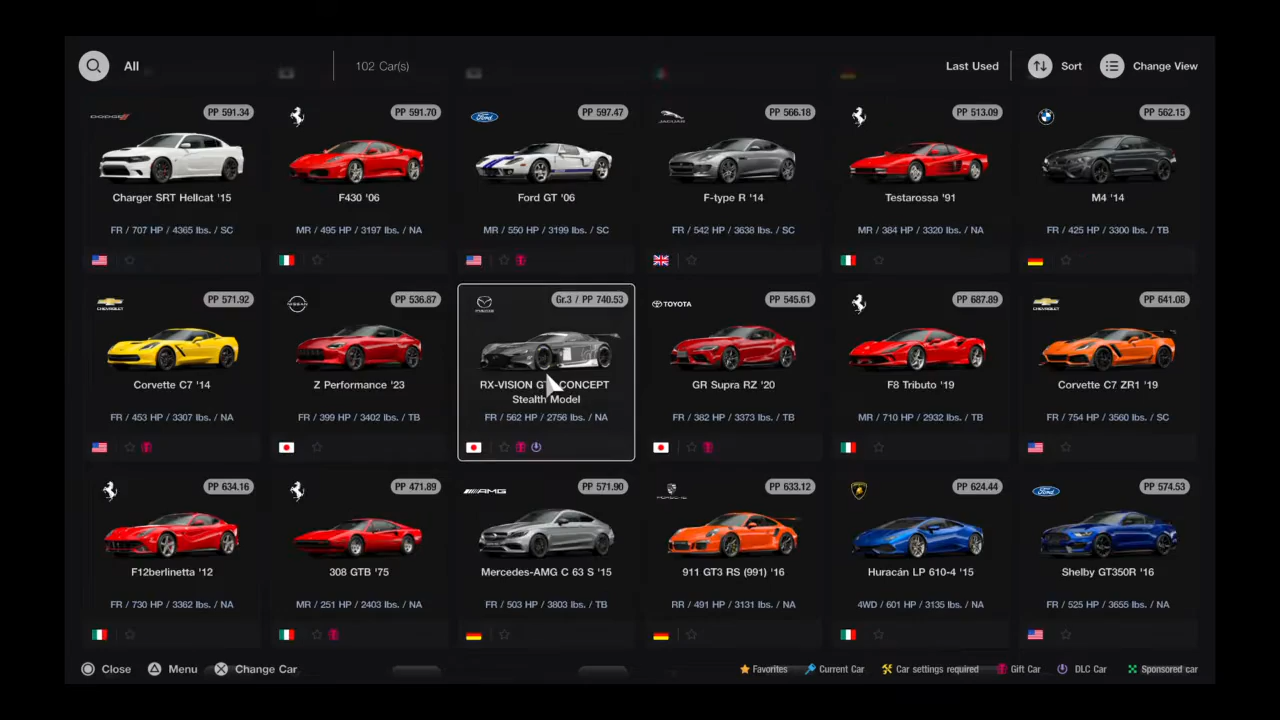 All
102 Car(s)
Last Used
Sort
Change View
DODGE
PP 591.34
Charger SRT Hellcat '15
FR / 707 HP / 4365 lbs. / SC
PP 591.70
F430 '06
MR / 495 HP / 3197 lbs. / NA
Ford
PP 597.47
Ford GT '06
MR / 550 HP / 3199 lbs. / SC
JAGUAR
PP 566.18
F-type R '14
FR / 542 HP / 3638 lbs. / SC
PP 513.09
Testarossa '91
MR / 384 HP / 3320 lbs. / NA
PP 562.15
M4 '14
FR / 425 HP / 3300 lbs. / TB
CHEVROLET
PP 571.92
Corvette C7 '14
FR / 453 HP / 3307 lbs. / NA
NISSAN
PP 536.87
Z Performance '23
FR / 399 HP / 3402 lbs. / TB
mazda
Gr.3 / PP 740.53
RX-VISION GT CONCEPT
Stealth Model
FR / 562 HP / 2756 lbs. / NA
TOYOTA
PP 545.61
GR Supra RZ '20
FR / 382 HP / 3373 lbs. / TB
PP 687.89
F8 Tributo '19
MR / 710 HP / 2932 lbs. / TB
CHEVROLET
PP 641.08
Corvette C7 ZR1 '19
FR / 754 HP / 3560 lbs. / SC
PP 634.16
F12berlinetta '12
FR / 730 HP / 3362 lbs. / NA
PP 471.89
308 GTB '75
MR / 251 HP / 2403 lbs. / NA
AMG
PP 571.90
Mercedes-AMG C 63 S '15
FR / 503 HP / 3803 lbs. / TB
PORSCHE
PP 633.12
911 GT3 RS (991) '16
RR / 491 HP / 3131 lbs. / NA
PP 624.44
Huracán LP 610-4 '15
4WD / 601 HP / 3135 lbs. / NA
Ford
PP 574.53
Shelby GT350R '16
FR / 525 HP / 3655 lbs. / NA
Close
Menu
Change Car
Favorites
Current Car
Car settings required
Gift Car
DLC Car
Sponsored car